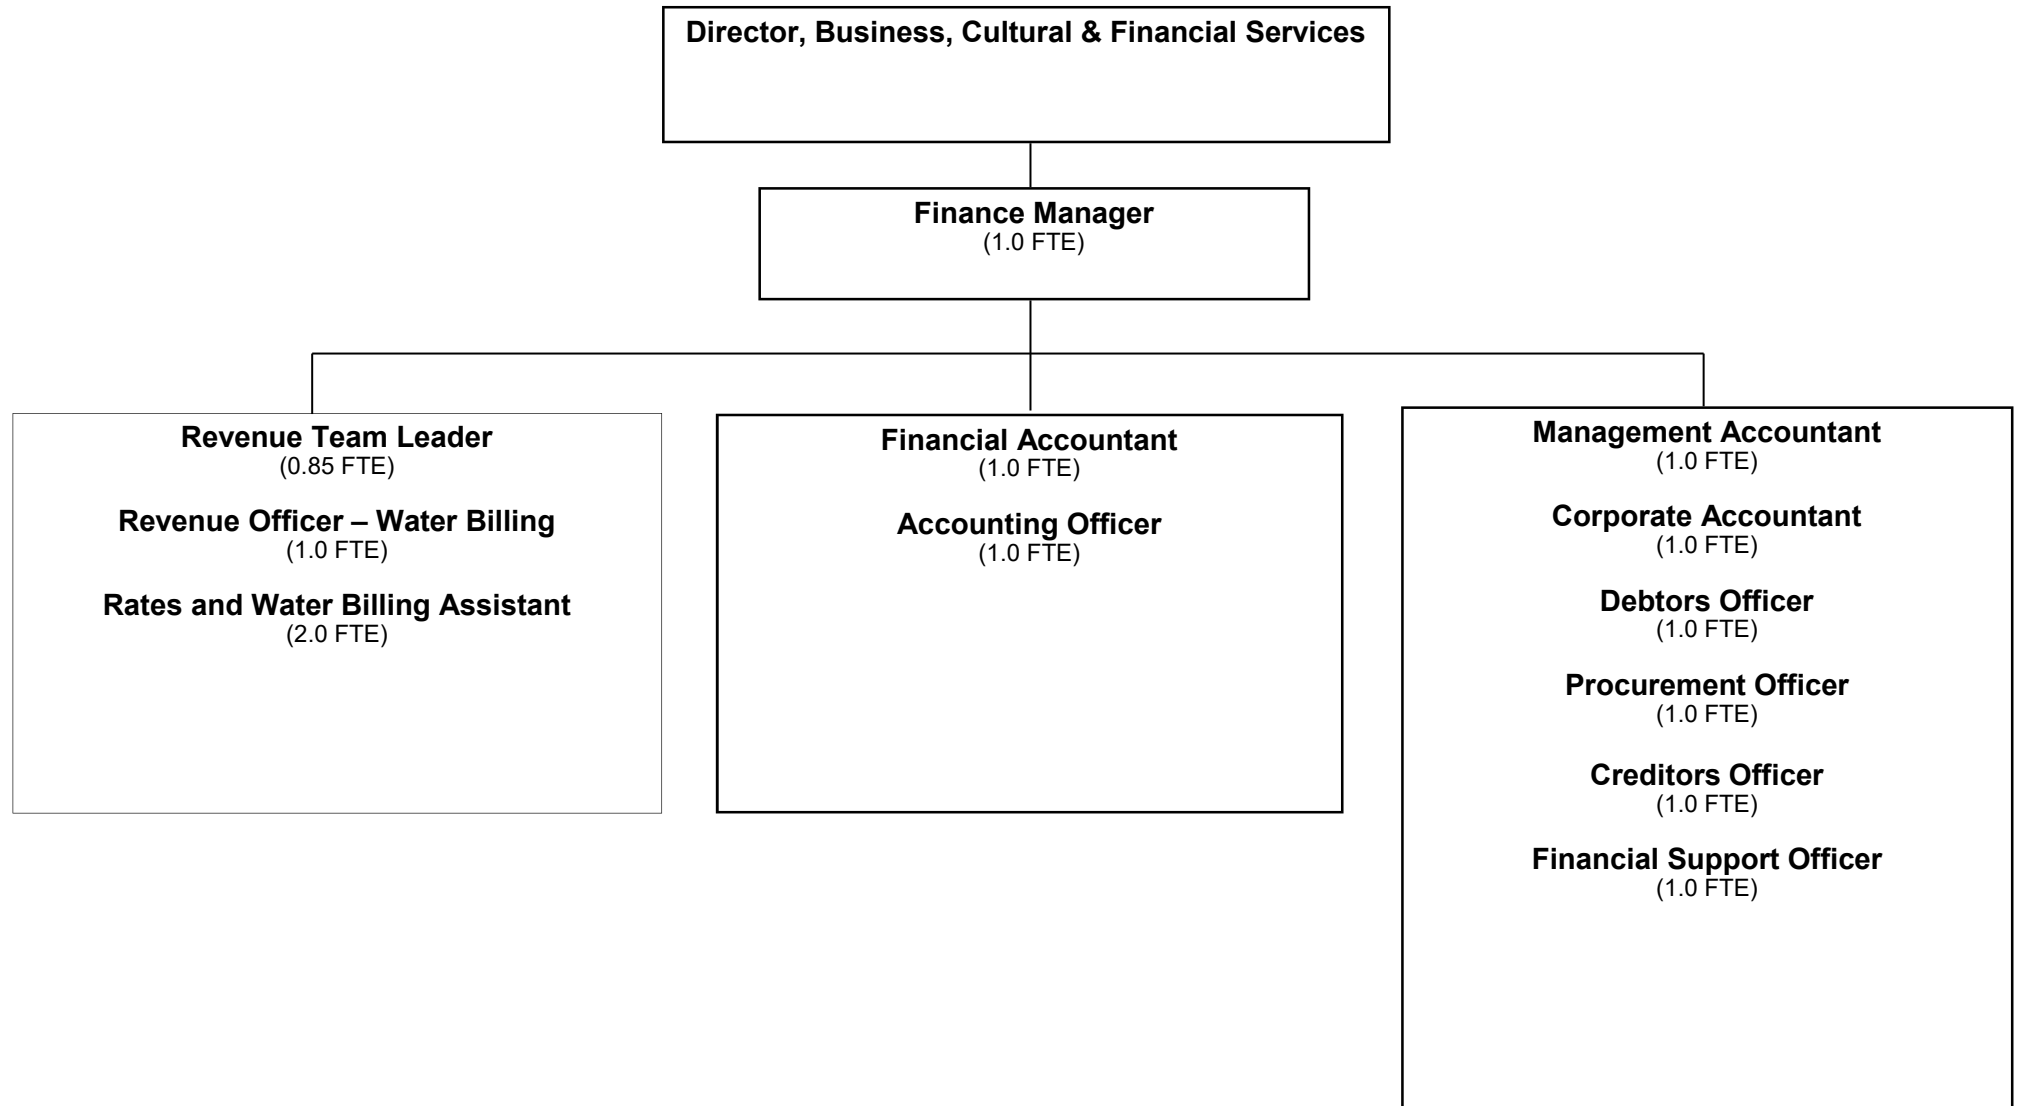 Director, Business, Cultural & Financial Services
Finance Manager
(1.0 FTE)
Revenue Team Leader
(0.85 FTE)
Revenue Officer – Water Billing
(1.0 FTE)
Rates and Water Billing Assistant
(2.0 FTE)
Financial Accountant
(1.0 FTE)
Accounting Officer
(1.0 FTE)
Management Accountant
(1.0 FTE)
Corporate Accountant
(1.0 FTE)
Debtors Officer
(1.0 FTE)
Procurement Officer
(1.0 FTE)
Creditors Officer
(1.0 FTE)
Financial Support Officer
(1.0 FTE)